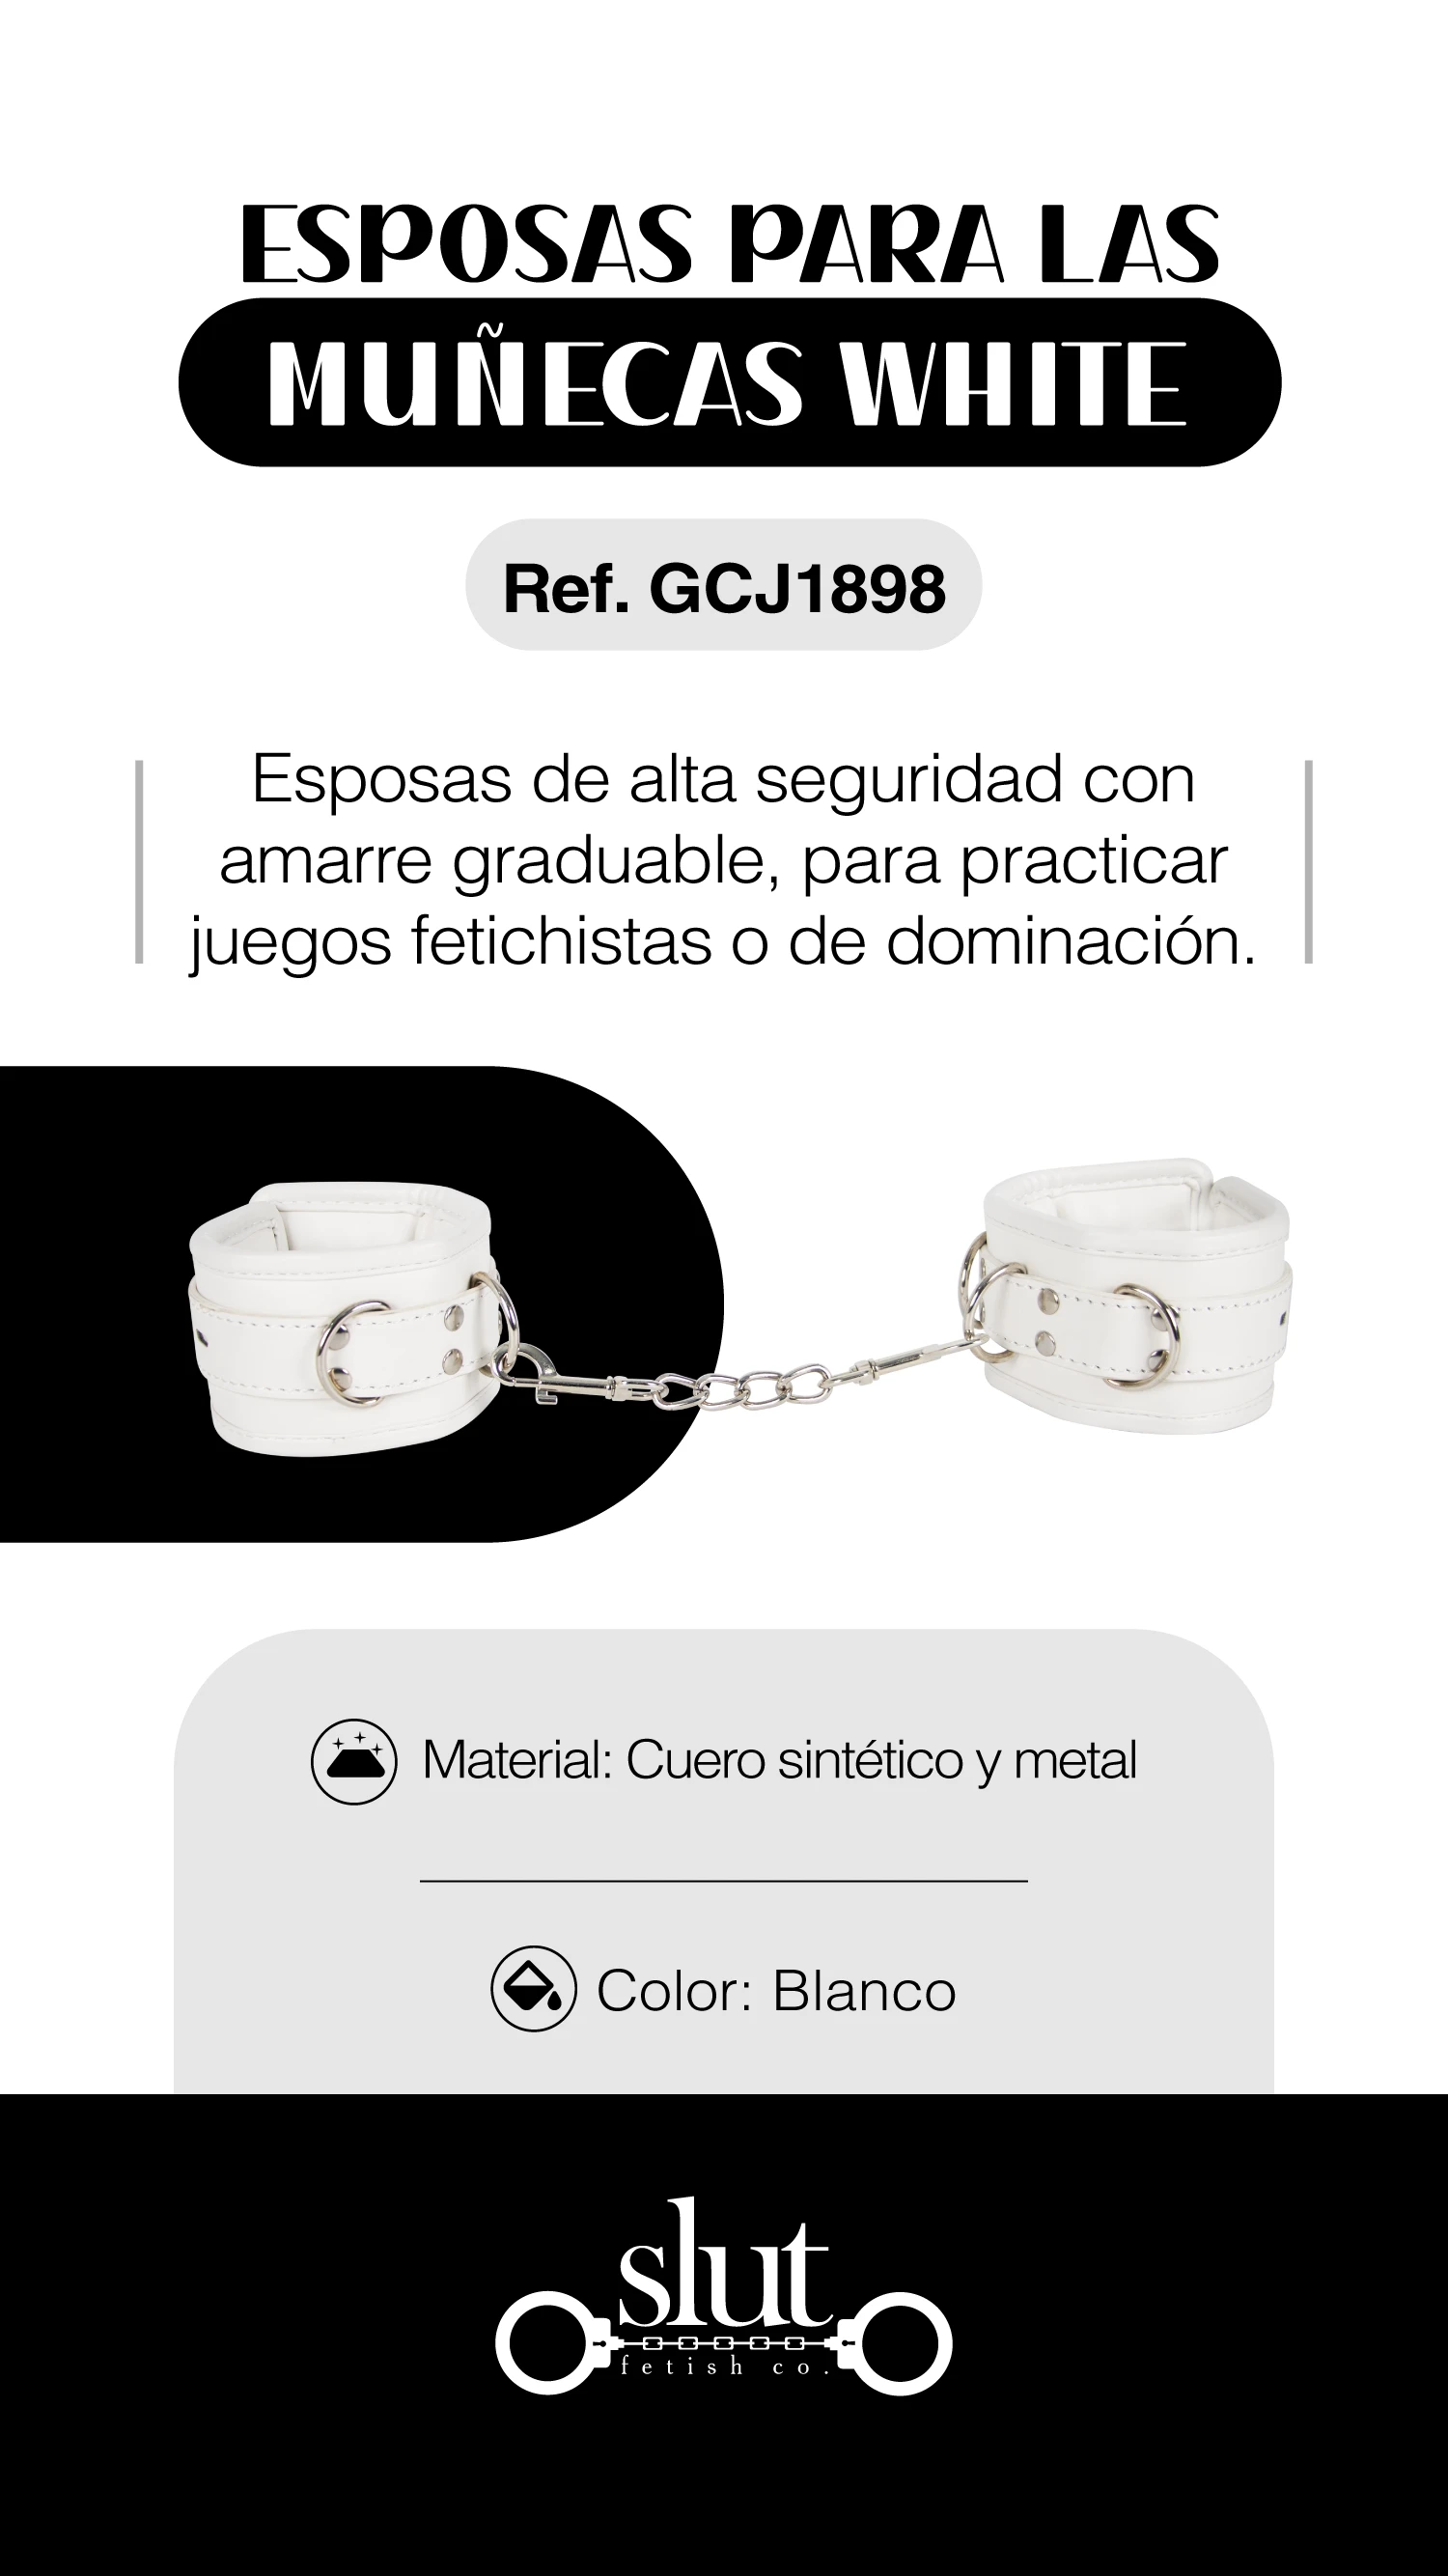 ESPOSAS PARA LAS
MUÑECAS WHITE
Ref. GCJ1898
Esposas de alta seguridad con
amarre graduable, para practicar
juegos fetichistas o de dominación.
Material: Cuero sintético y metal
Color: Blanco
slut
fetish co.